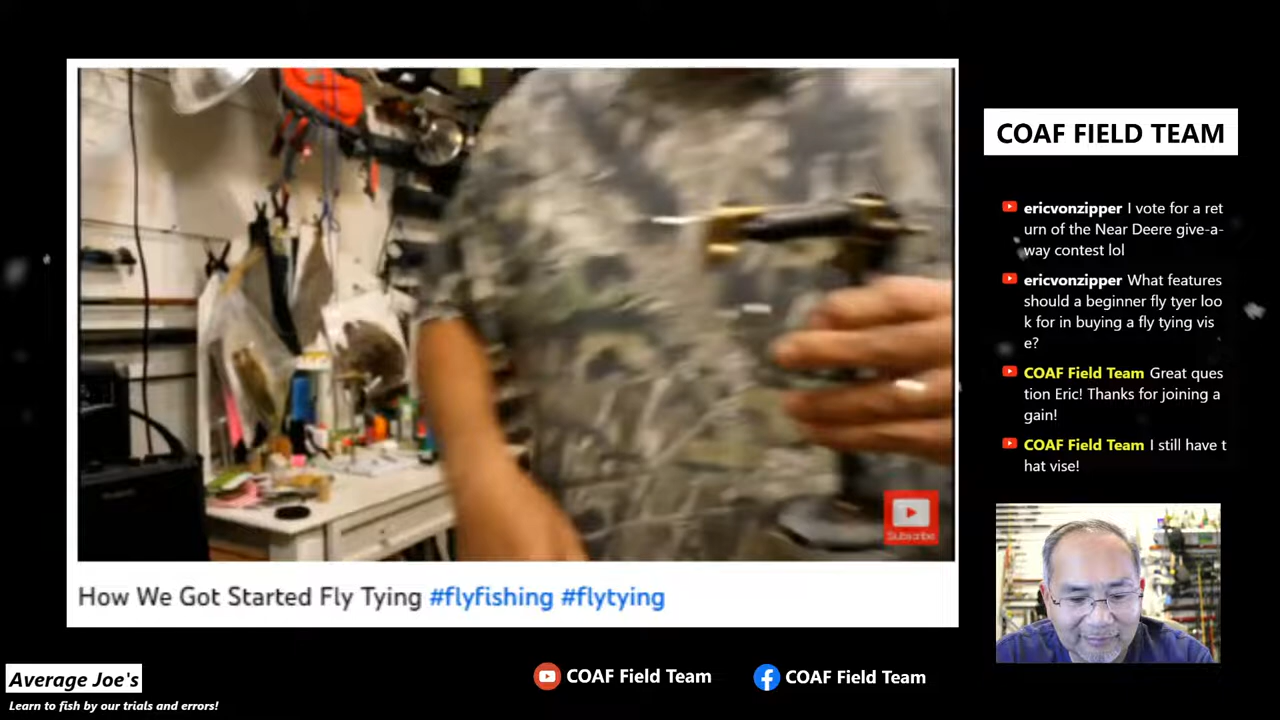 COAF FIELD TEAM
ericvonzipper I vote for a ret
urn of the Near Deere give-a-
way contest lol
ericvonzipper What features
should a beginner fly tyer loo
k for in buying a fly tying vis
e?
COAF Field Team Great ques
tion Eric! Thanks for joining a
gain!
COAF Field Team I still have t
hat vise!
Subscribe
How We Got Started Fly Tying #flyfishing #flytying
COAF Field Team
COAF Field Team
Average Joe's
Learn to fish by our trials and errors!